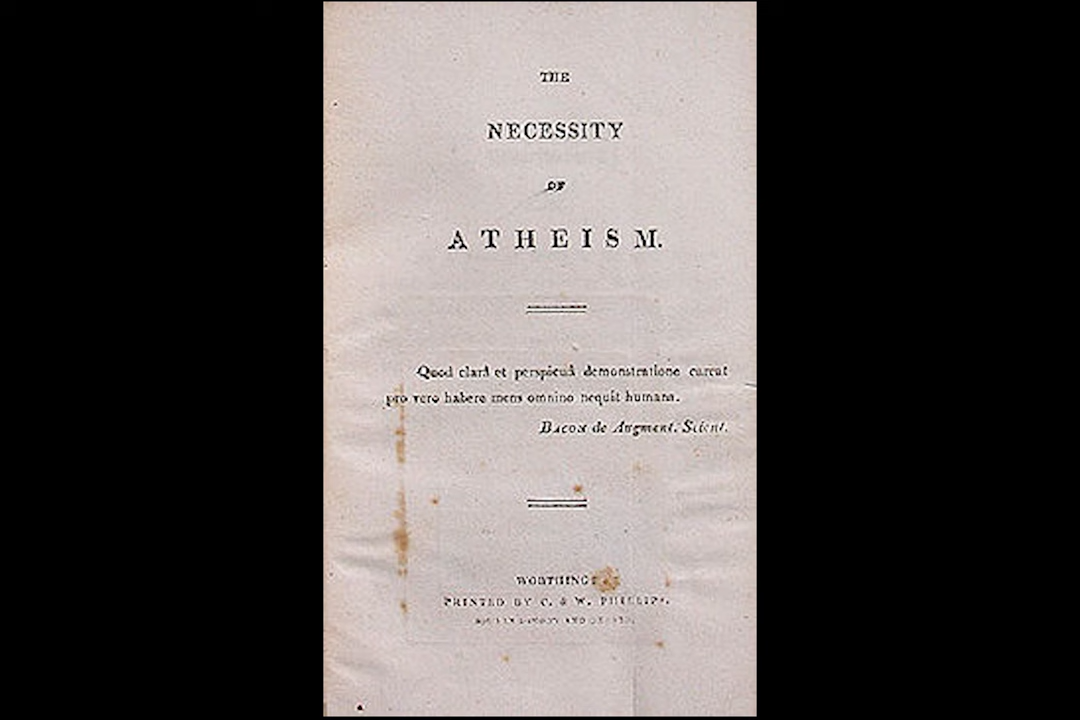 THE
NECESSITY
OF
ATHEISM.
Quod clarâ et perspicuâ demonstratione careat
pro vero habere mens omnino nequit humana.
BACON de Augment. Scient.
PRINTED BY C. & W. PHILLIPS.